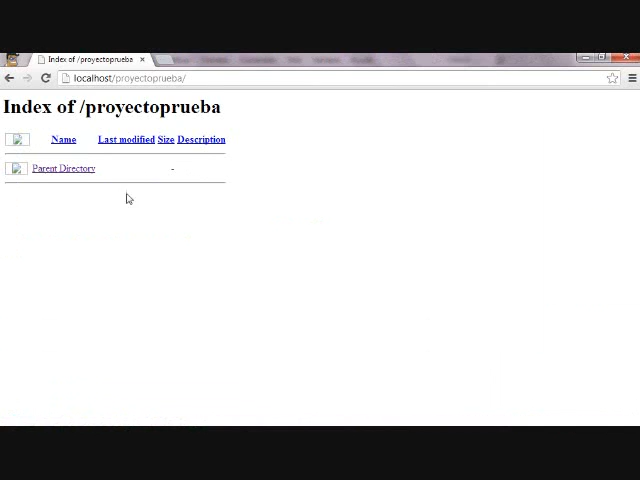 Index of /proyectoprueba
localhost/proyectoprueba/
Index of /proyectoprueba
Name Last modified Size Description
Parent Directory -